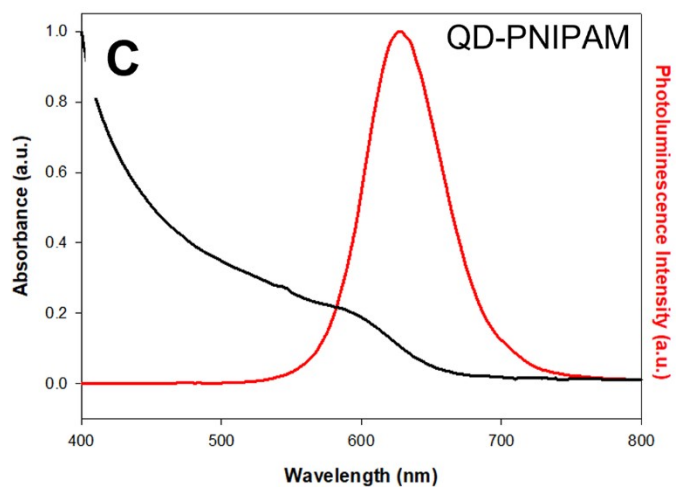 C
QD-PNIPAM
Absorbance (a.u.)
1.0
0.8
0.6
0.4
0.2
0.0
400
500
600
700
800
Wavelength (nm)
Photoluminescence Intensity (a.u.)